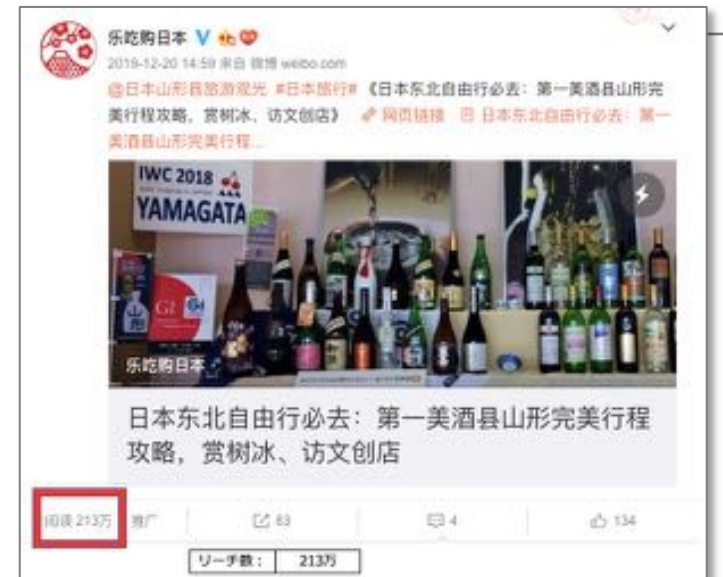 乐吃购日本
2019-12-20 14:59 来自 微博 weibo.com
@日本山形县旅游观光 #日本旅行# 《日本东北自由行必去：第一美酒县山形完
美行程攻略，赏树冰、访文创店》 网页链接 日本东北自由行必去：第一
美酒县山形完美行程...
IWC 2018
YAMAGATA
GI
山形
乐吃购日本
日本东北自由行必去：第一美酒县山形完美行程
攻略，赏树冰、访文创店
阅读 213万 推广 83 4 134
リーチ数： 213万